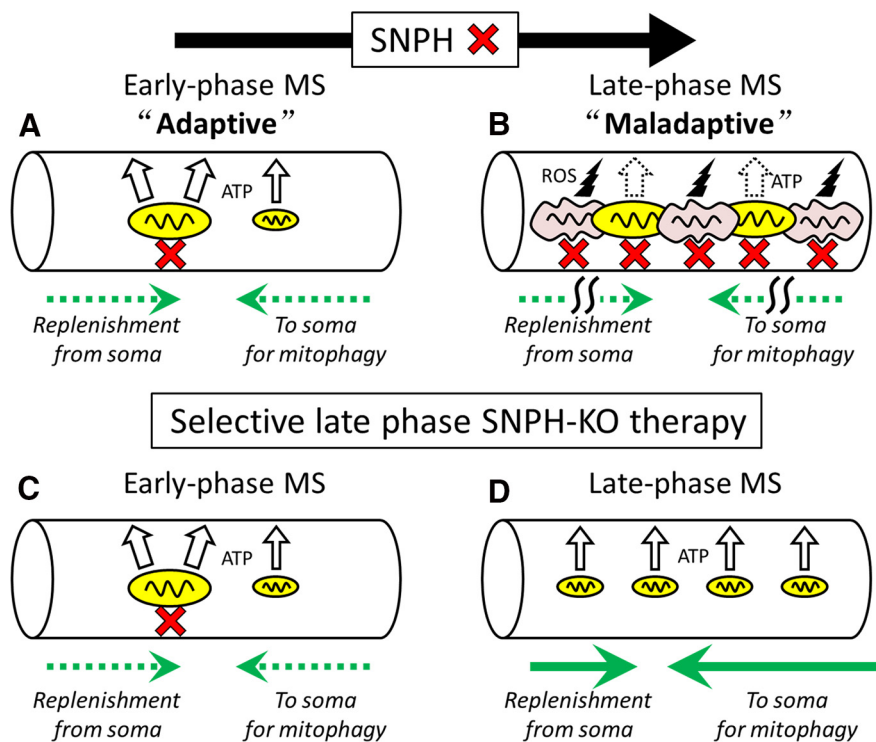 SNPH
Early-phase MS
Late-phase MS
A
“Adaptive”
B
“Maladaptive”
ATP
ROS
ATP
Replenishment
from soma
To soma
for mitophagy
Replenishment
from soma
To soma
for mitophagy
Selective late phase SNPH-KO therapy
C
Early-phase MS
D
Late-phase MS
ATP
ATP
Replenishment
from soma
To soma
for mitophagy
Replenishment
from soma
To soma
for mitophagy